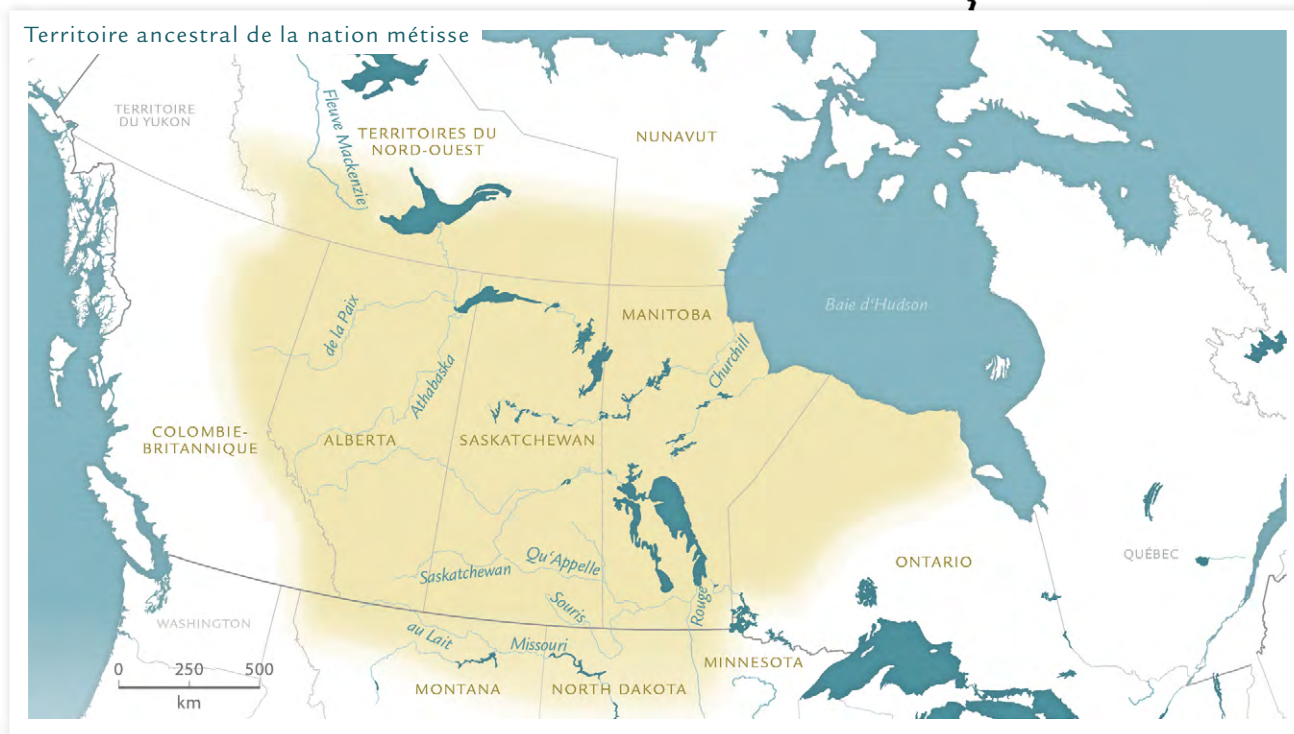 Territoire ancestral de la nation métisse
TERRITOIRE
DU YUKON
Fleuve Mackenzie
TERRITOIRES DU
NORD-OUEST
NUNAVUT
Baie d'Hudson
MANITOBA
de la Paix
Churchill
Athabaska
COLOMBIE-
BRITANNIQUE
ALBERTA
SASKATCHEWAN
Qu'Appelle
Saskatchewan
ONTARIO
QUÉBEC
Souris
Rouge
WASHINGTON
au Lait
Missouri
MINNESOTA
MONTANA
NORTH DAKOTA
0 250 500
km